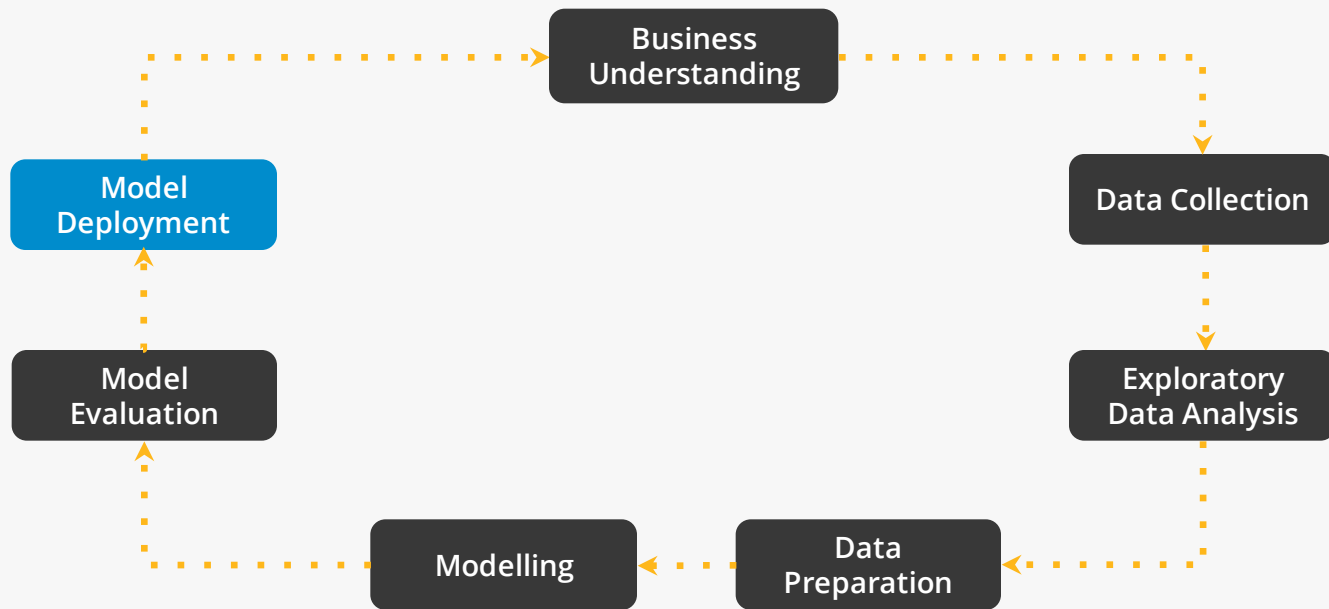 Business
Understanding
Data Collection
Exploratory
Data Analysis
Data
Preparation
Modelling
Model
Evaluation
Model
Deployment